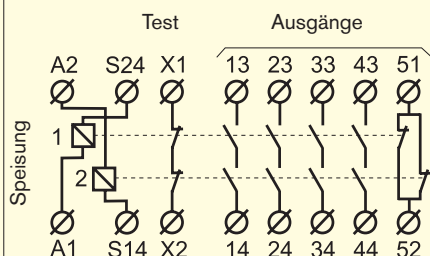 Test Ausgänge
A2 S24 X1 13 23 33 43 51
Speisung
1
2
A1 S14 X2 14 24 34 44 52